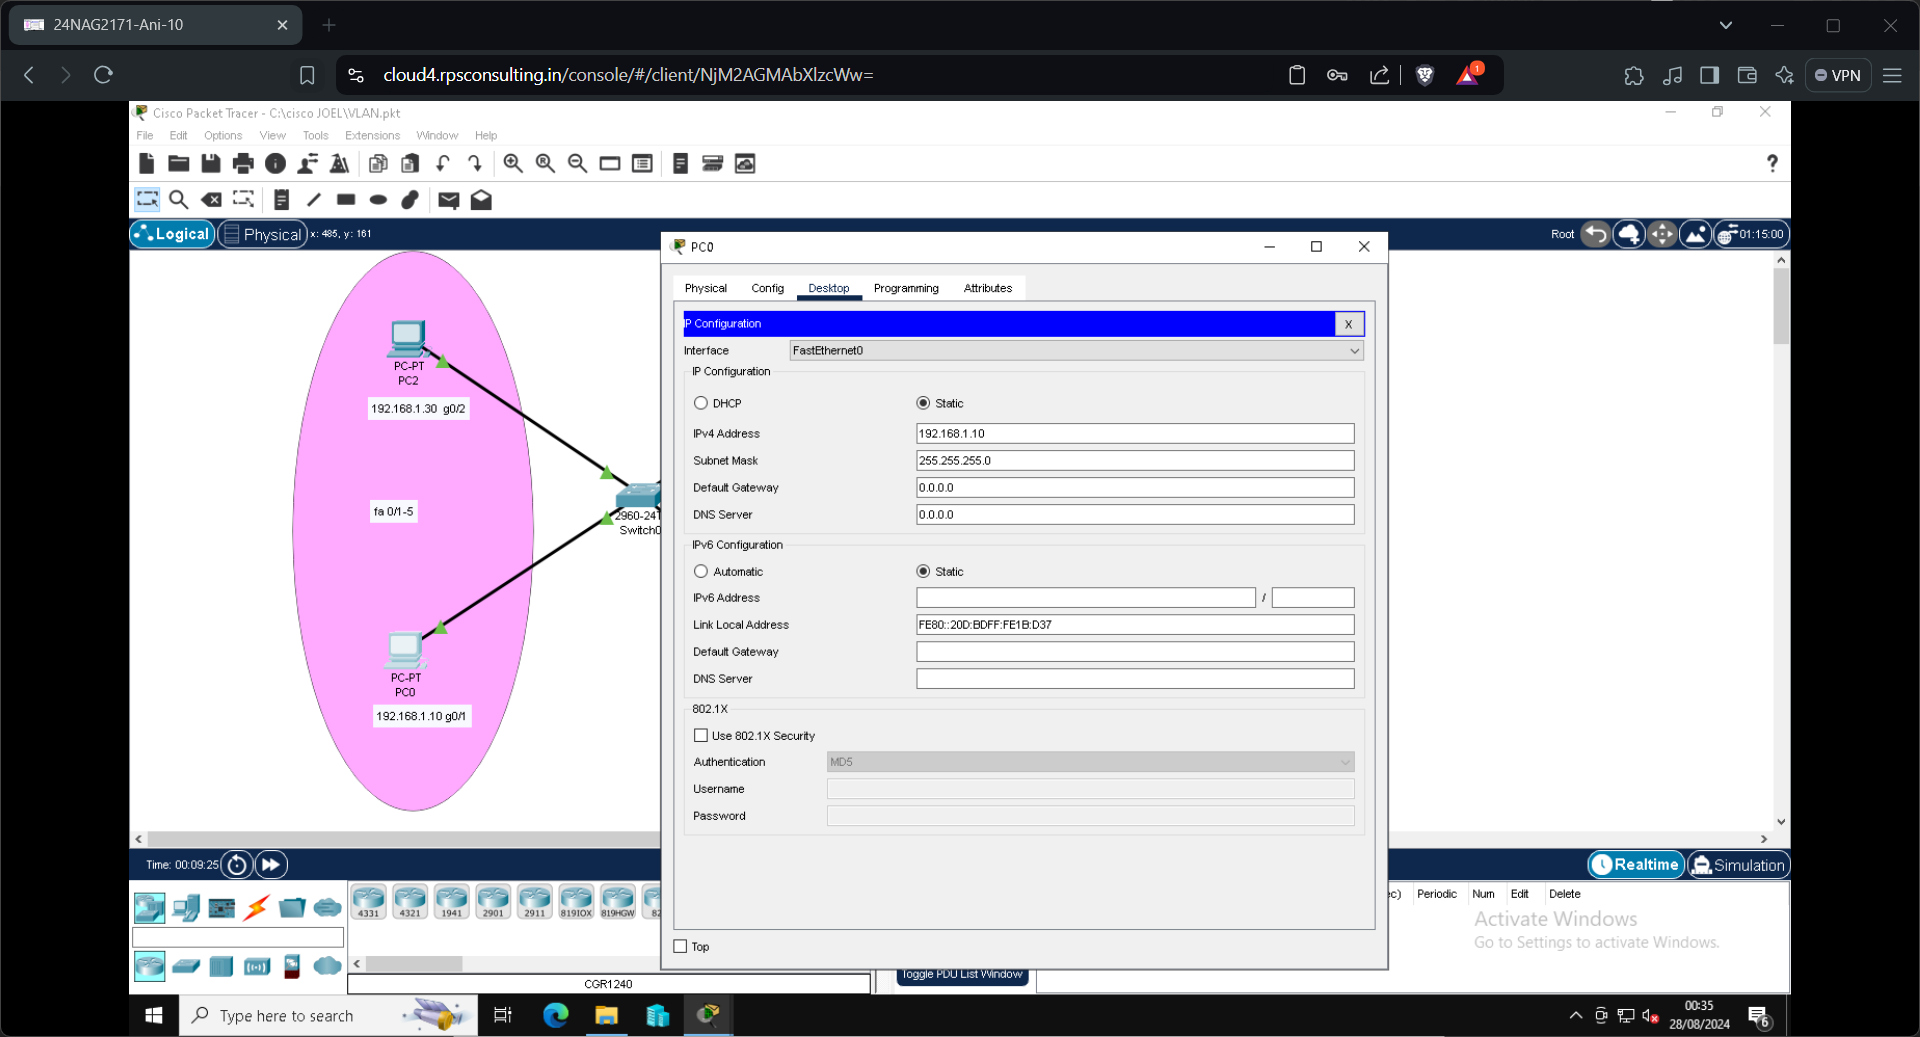 24NAG2171-Ani-10
cloud4.rpsconsulting.in/console/#/client/NjM2AGMAbXlzcWw=
1
VPN
Cisco Packet Tracer - C:\cisco JOEL\VLAN.pkt
File Edit Options View Tools Extensions Window Help
?
Logical Physical x: 485, y: 161
Root 01:15:00
PC0
Physical Config Desktop Programming Attributes
IP Configuration X
Interface FastEthernet0
IP Configuration
DHCP Static
IPv4 Address 192.168.1.10
Subnet Mask 255.255.255.0
Default Gateway 0.0.0.0
DNS Server 0.0.0.0
IPv6 Configuration
Automatic Static
IPv6 Address /
Link Local Address FE80::20D:BDFF:FE1B:D37
Default Gateway
DNS Server
802.1X
Use 802.1X Security
Authentication MD5
Username
Password
Top
PC-PT
PC2
192.168.1.30 g0/2
fa 0/1-5
2960-24T
Switch0
PC-PT
PC0
192.168.1.10 g0/1
Time: 00:09:25
Realtime Simulation
4331 4321 1941 2901 2911 819IOX 819HGW 82
CGR1240
ec) Periodic Num Edit Delete
Activate Windows
Go to Settings to activate Windows.
Toggle PDU List Window
Type here to search
00:35
28/08/2024
6